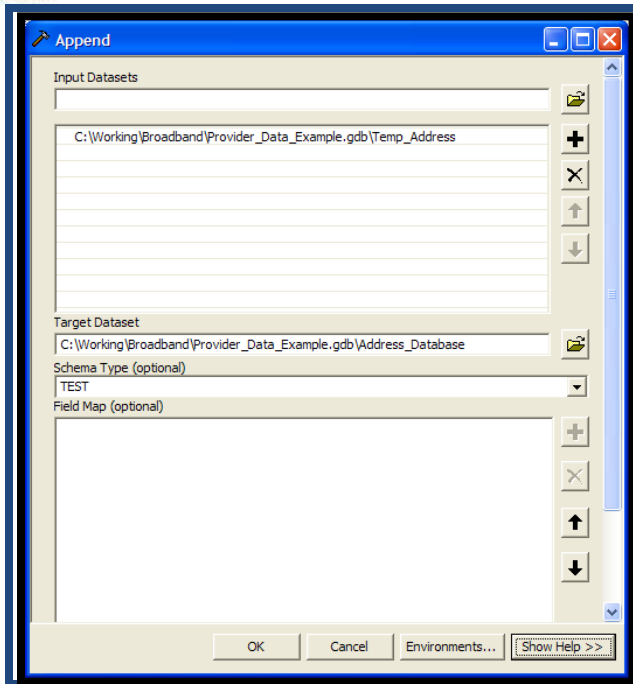 Append
Input Datasets
C:\Working\Broadband\Provider_Data_Example.gdb\Temp_Address
Target Dataset
C:\Working\Broadband\Provider_Data_Example.gdb\Address_Database
Schema Type (optional)
TEST
Field Map (optional)
OK Cancel Environments... Show Help >>